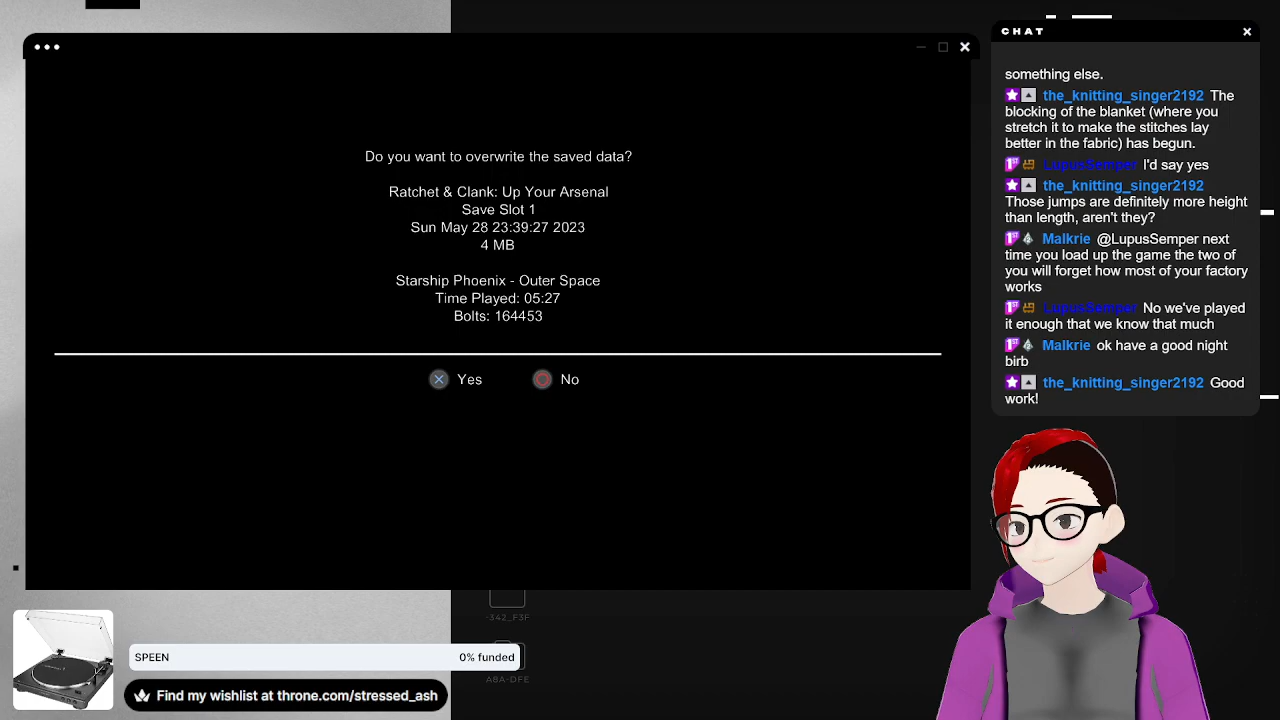 Do you want to overwrite the saved data?
Ratchet & Clank: Up Your Arsenal
Save Slot 1
Sun May 28 23:39:27 2023
4 MB
Starship Phoenix - Outer Space
Time Played: 05:27
Bolts: 164453
Yes
No
CHAT
something else.
the_knitting_singer2192 The
blocking of the blanket (where you
stretch it to make the stitches lay
better in the fabric) has begun.
LupusSemper I'd say yes
the_knitting_singer2192
Those jumps are definitely more height
than length, aren't they?
Malkrie @LupusSemper next
time you load up the game the two of
you will forget how most of your factory
works
LupusSemper No we've played
it enough that we know that much
Malkrie ok have a good night
birb
the_knitting_singer2192 Good
work!
-342_F3F
A8A-DFE
SPEEN
0% funded
Find my wishlist at throne.com/stressed_ash